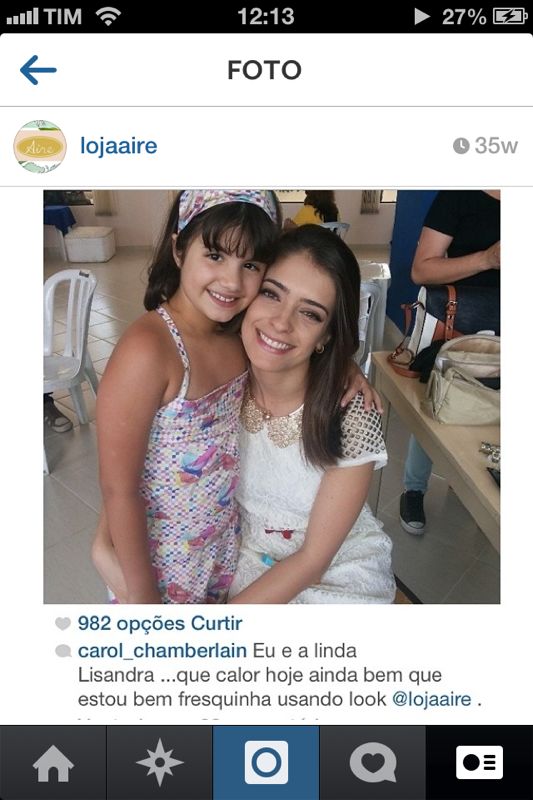 TIM 12:13 27%
FOTO
Aire
lojaaire 35w
982 opções Curtir
carol_chamberlain Eu e a linda
Lisandra ...que calor hoje ainda bem que
estou bem fresquinha usando look @lojaaire .